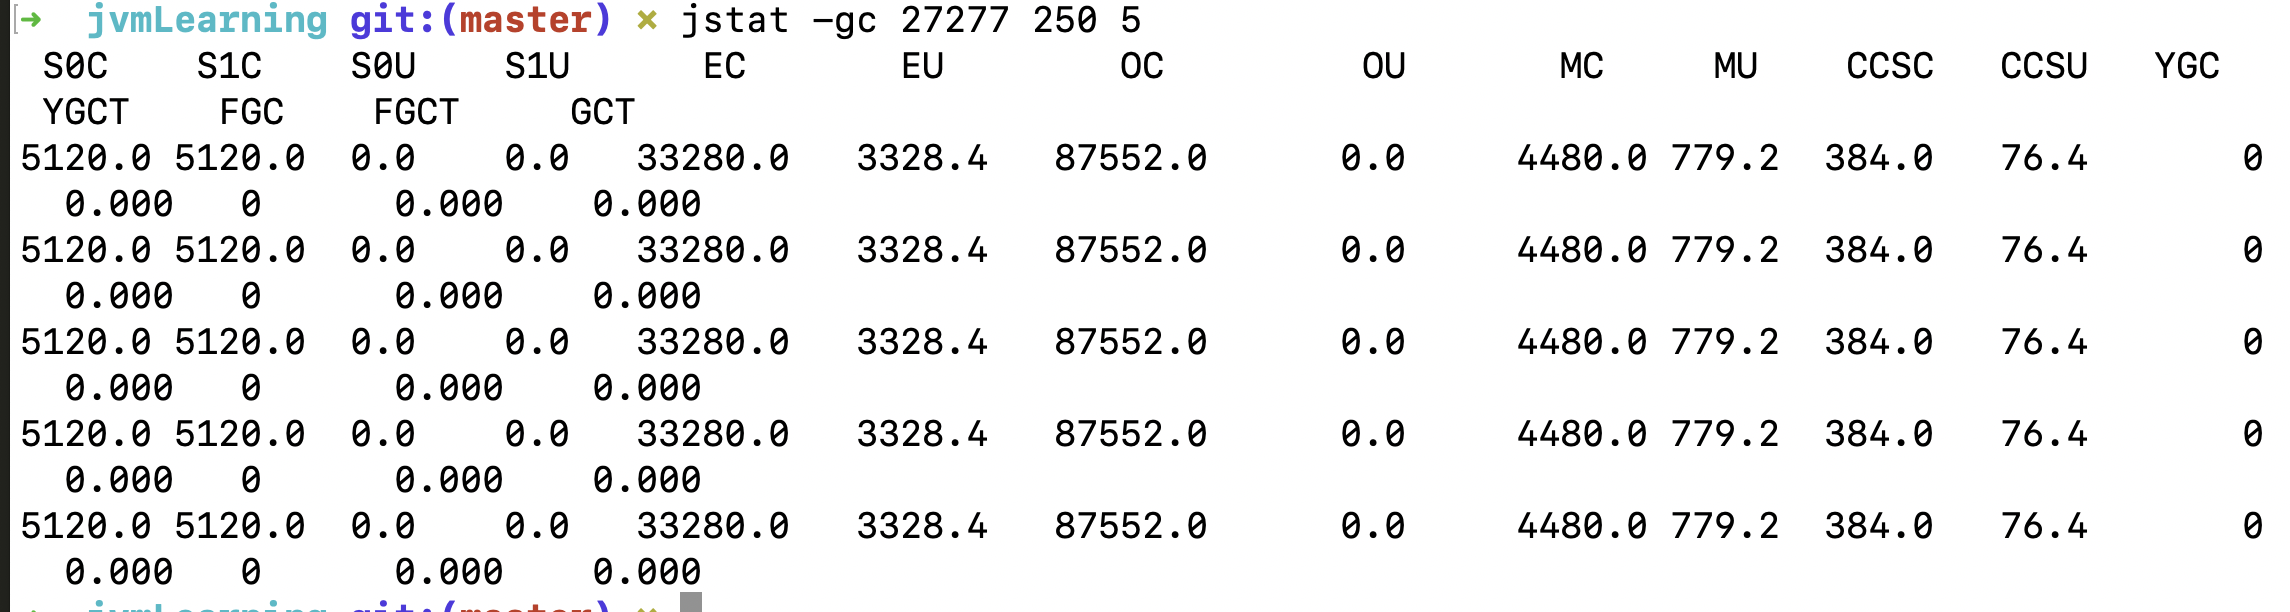 ➜ jvmLearning git:(master) ✗ jstat -gc 27277 250 5
S0C S1C S0U S1U EC EU OC OU MC MU CCSC CCSU YGC
YGCT FGC FGCT GCT
5120.0 5120.0 0.0 0.0 33280.0 3328.4 87552.0 0.0 4480.0 779.2 384.0 76.4 0
0.000 0 0.000 0.000
5120.0 5120.0 0.0 0.0 33280.0 3328.4 87552.0 0.0 4480.0 779.2 384.0 76.4 0
0.000 0 0.000 0.000
5120.0 5120.0 0.0 0.0 33280.0 3328.4 87552.0 0.0 4480.0 779.2 384.0 76.4 0
0.000 0 0.000 0.000
5120.0 5120.0 0.0 0.0 33280.0 3328.4 87552.0 0.0 4480.0 779.2 384.0 76.4 0
0.000 0 0.000 0.000
5120.0 5120.0 0.0 0.0 33280.0 3328.4 87552.0 0.0 4480.0 779.2 384.0 76.4 0
0.000 0 0.000 0.000
➜ jvmLearning git:(master) ✗